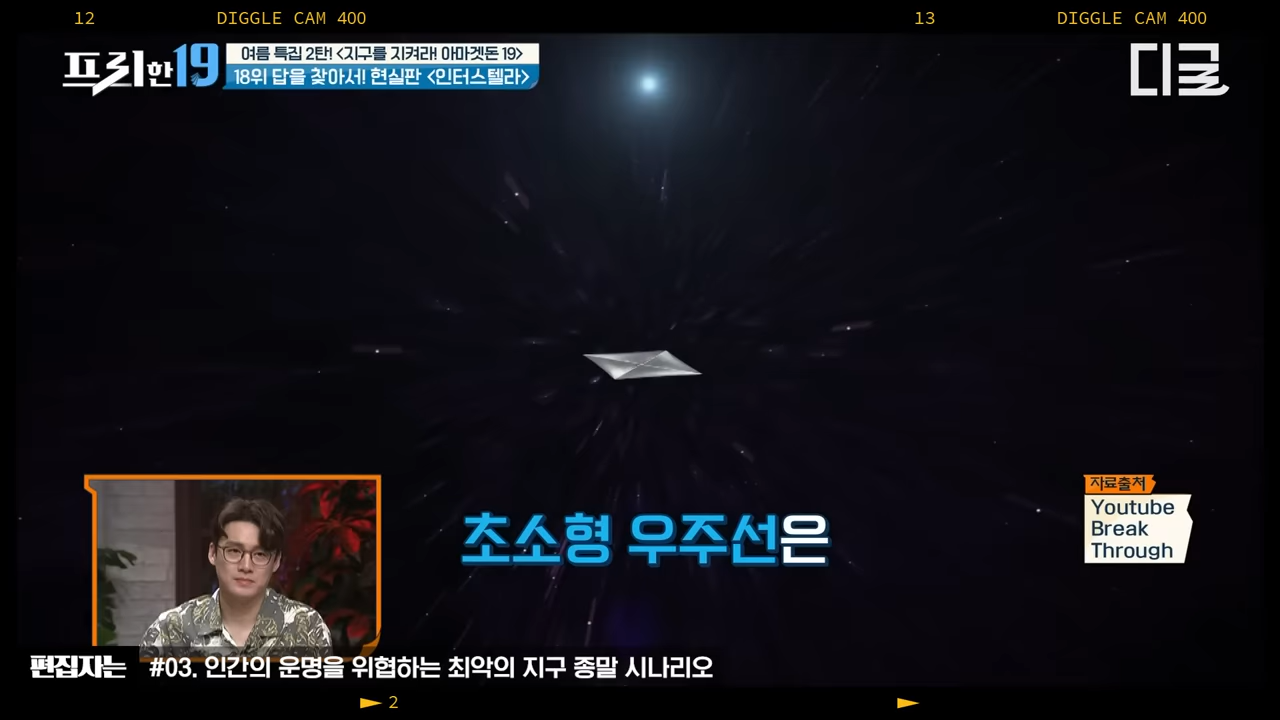 12 DIGGLE CAM 400 13 DIGGLE CAM 400
프리한19
여름 특집 2탄! <지구를 지켜라! 아마겟돈 19>
18위 답을 찾아서! 현실판 <인터스텔라>
디글
자료출처
Youtube
Break
Through
초소형 우주선은
편집자는 #03. 인간의 운명을 위협하는 최악의 지구 종말 시나리오
2